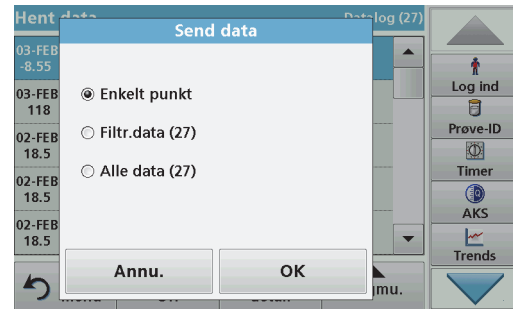 Hent data
Datalog (27)
Send data
03-FEB
-8.55
03-FEB
118
02-FEB
18.5
02-FEB
18.5
02-FEB
18.5
Enkelt punkt
Filtr.data (27)
Alle data (27)
Annu.
OK
Log ind
Prøve-ID
Timer
AKS
Trends